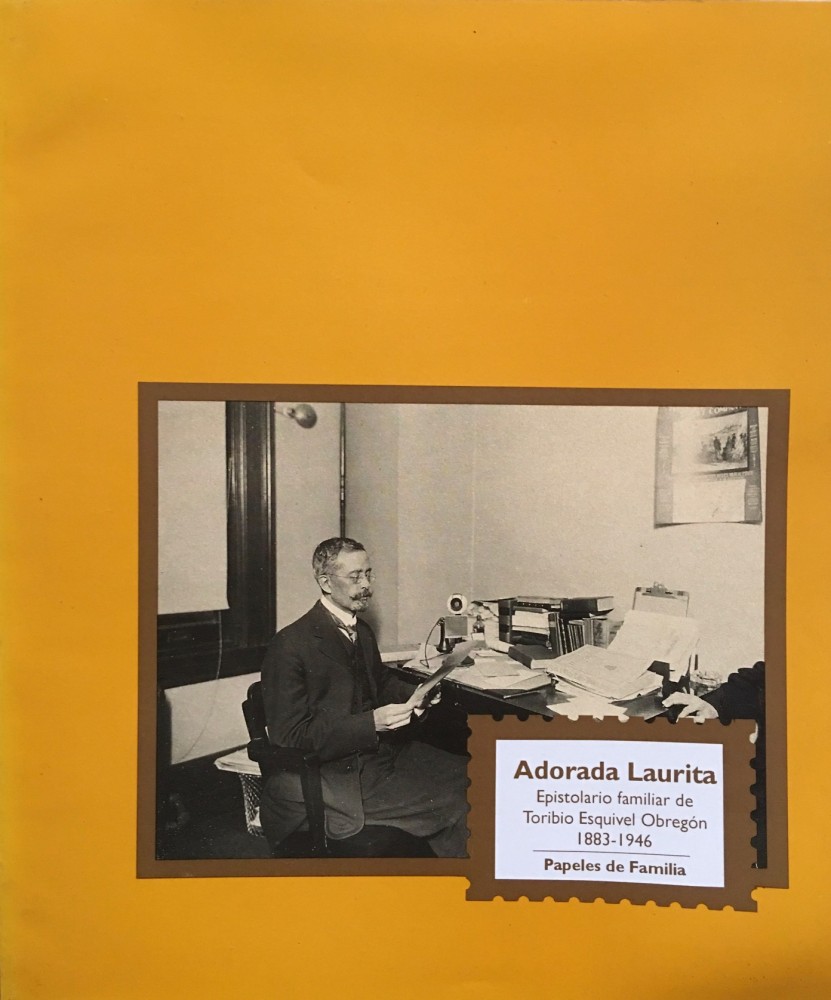 Adorada Laurita
Epistolario familiar de
Toribio Esquivel Obregón
1883-1946
Papeles de Familia